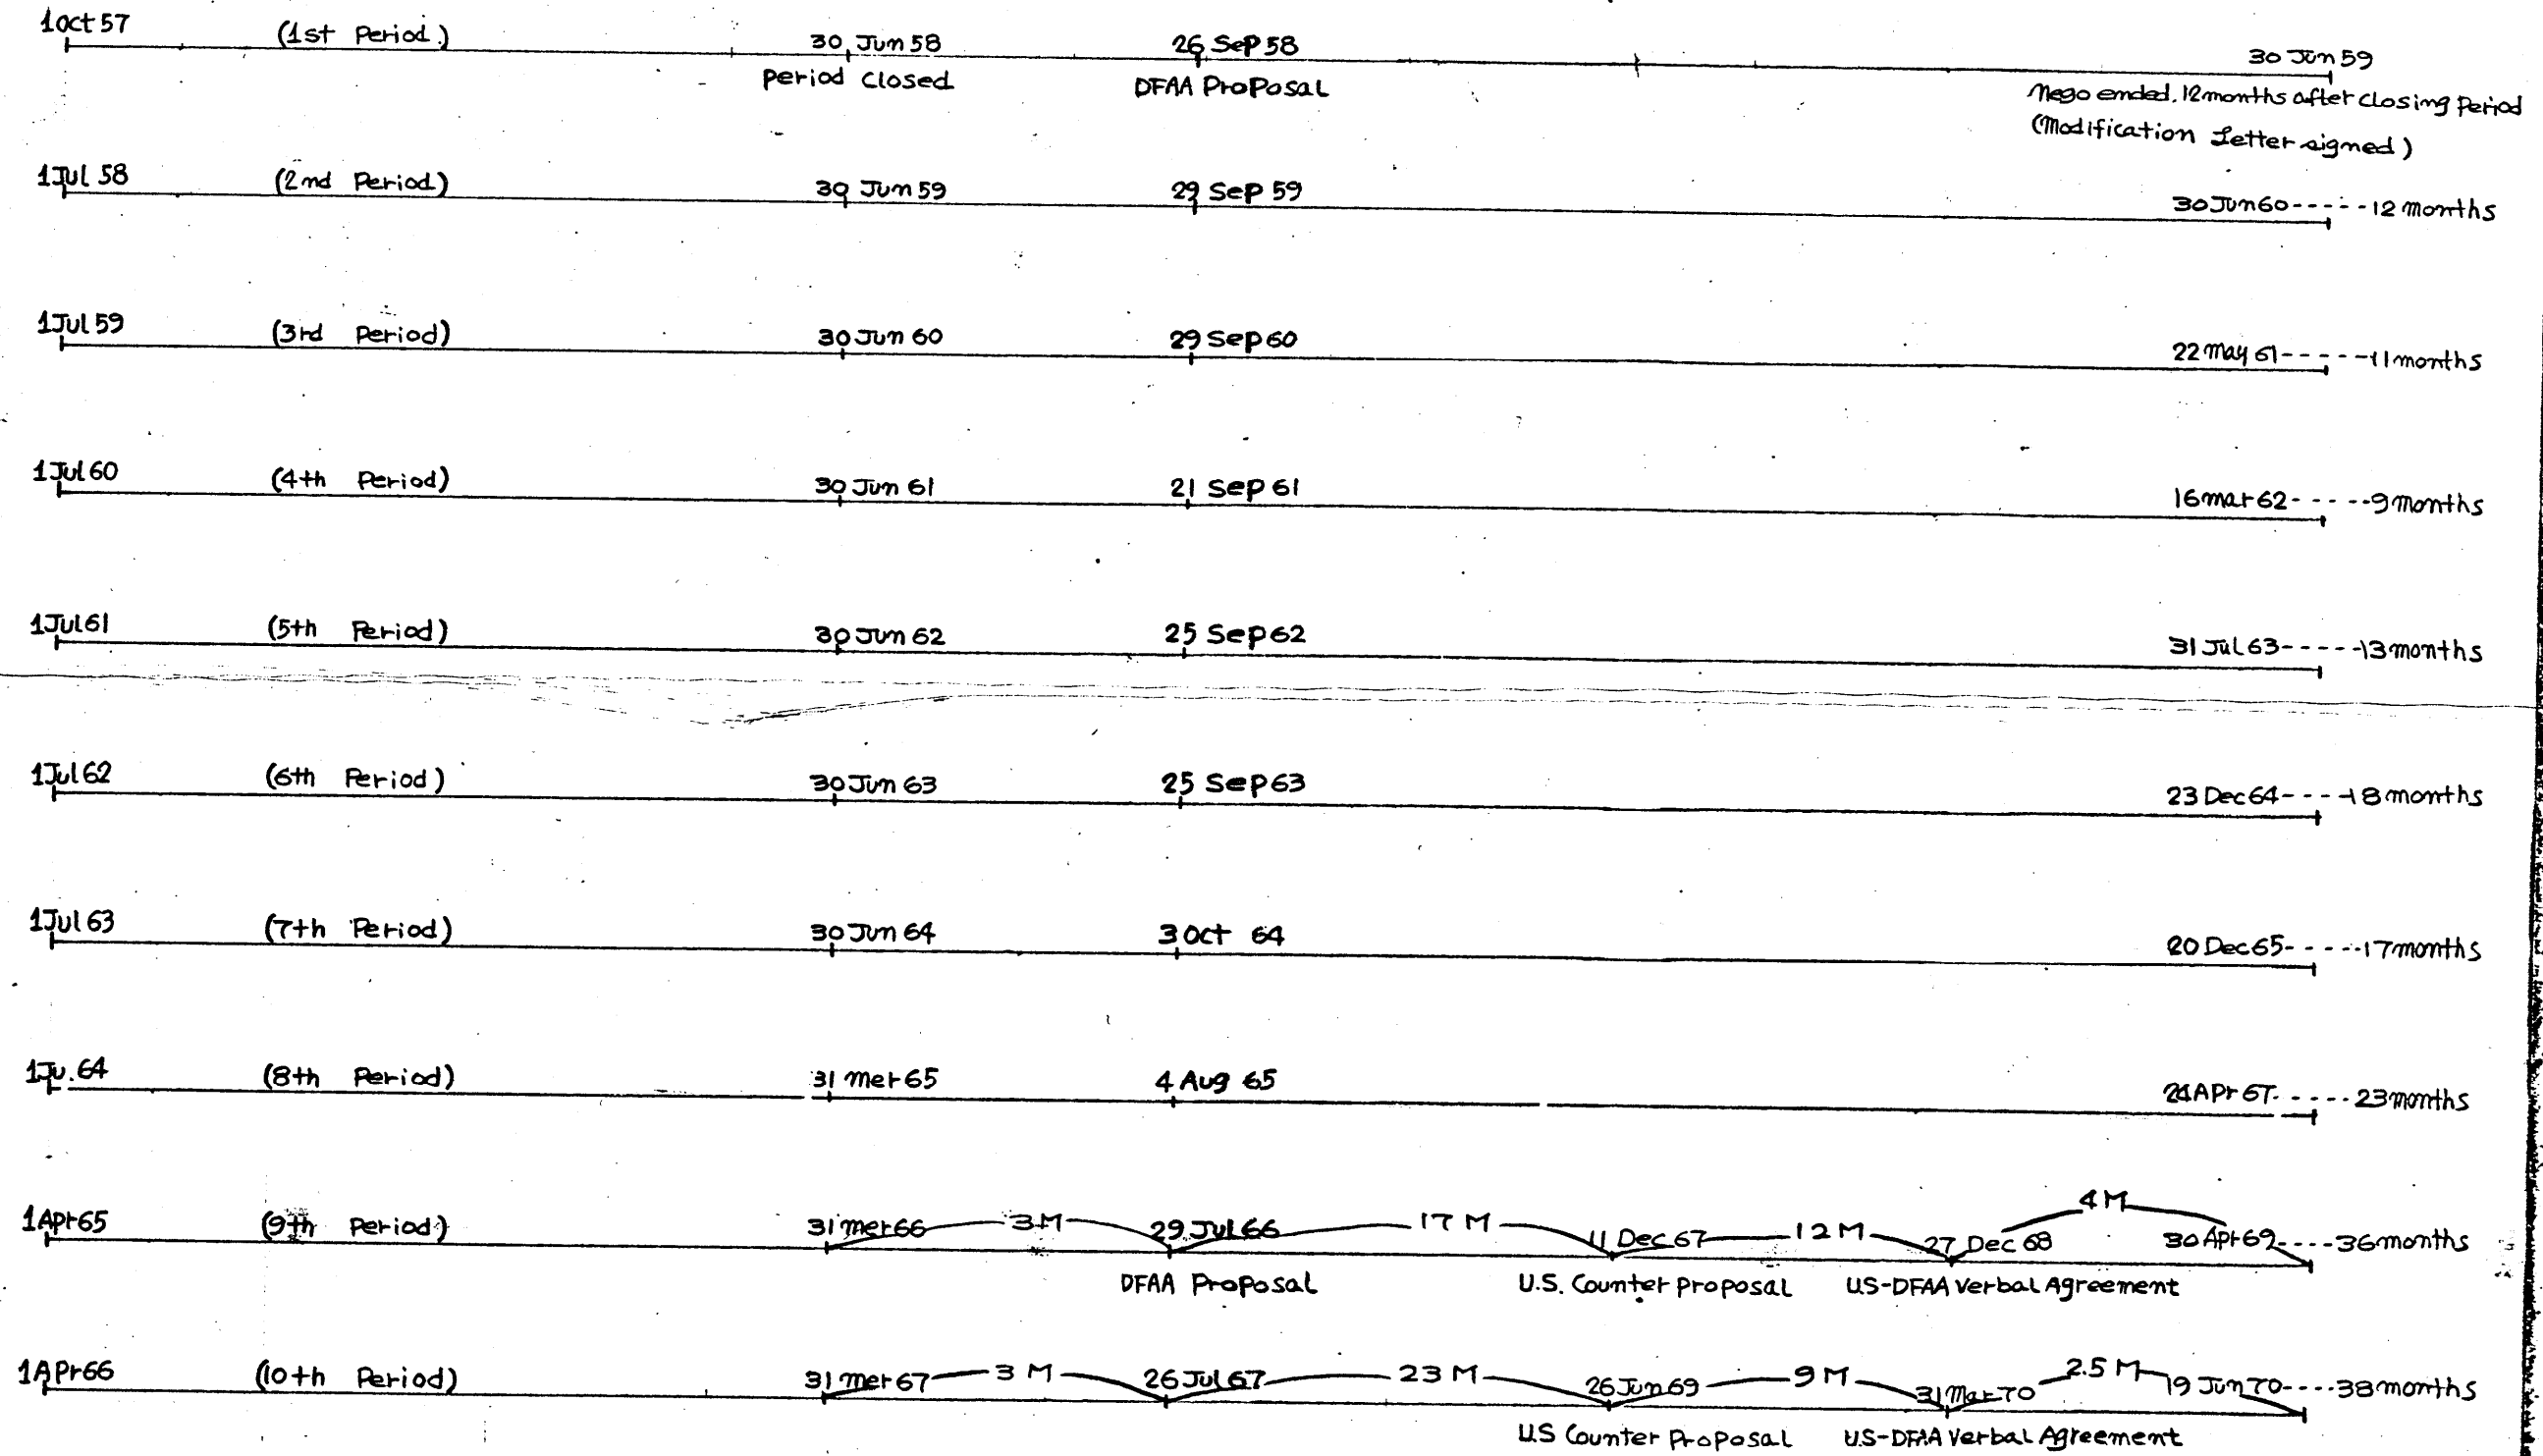 1 Oct 57 (1st Period) 30 Jun 58 26 Sep 58 30 Jun 59
Period Closed DFAA Proposal Nego ended, 12 months after closing Period
(Modification Letter signed)
1 Jul 58 (2nd Period) 30 Jun 59 29 Sep 59 30 Jun 60-----12 months
1 Jul 59 (3rd Period) 30 Jun 60 29 Sep 60 22 May 61-----11 months
1 Jul 60 (4th Period) 30 Jun 61 21 Sep 61 16 Mar 62-----9 months
1 Jul 61 (5th Period) 30 Jun 62 25 Sep 62 31 Jul 63-----13 months
1 Jul 62 (6th Period) 30 Jun 63 25 Sep 63 23 Dec 64----18 months
1 Jul 63 (7th Period) 30 Jun 64 3 Oct 64 20 Dec 65-----17 months
1 Ju. 64 (8th Period) 31 Mer 65 4 Aug 65 Apr 67-----23 months
4 M
1 Apr 65 (9th Period) 31 Mer 66 3M 29 Jul 66 17 M 11 Dec 67 12 M 27 Dec 68 30 Apr 69----36 months
DFAA Proposal U.S. Counter Proposal US-DFAA Verbal Agreement
1 Apr 66 (10th Period) 31 Mer 67 3 M 26 Jul 67 23 M 26 Jun 69 9 M 31 Mar 70 2.5 M 19 Jun 70----38 months
U.S Counter Proposal U.S-DFAA Verbal Agreement